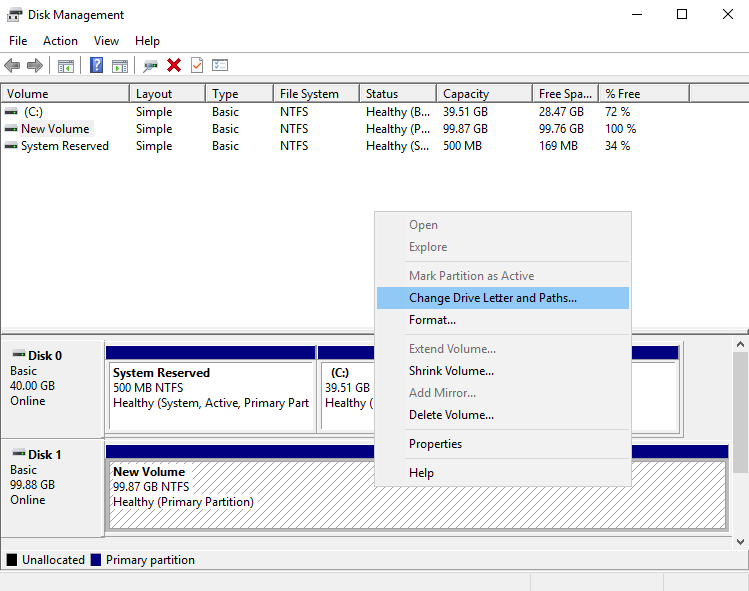 Disk Management
File Action View Help
Volume Layout Type File System Status Capacity Free Spa... % Free
(C:) Simple Basic NTFS Healthy (B... 39.51 GB 28.47 GB 72 %
New Volume Simple Basic NTFS Healthy (P... 99.87 GB 99.76 GB 100 %
System Reserved Simple Basic NTFS Healthy (S... 500 MB 169 MB 34 %
Open
Explore
Mark Partition as Active
Change Drive Letter and Paths...
Format...
Extend Volume...
Shrink Volume...
Add Mirror...
Delete Volume...
Properties
Help
Disk 0
Basic
40.00 GB
Online
System Reserved
500 MB NTFS
Healthy (System, Active, Primary Part
(C:)
39.51 GB
Healthy (
Disk 1
Basic
99.88 GB
Online
New Volume
99.87 GB NTFS
Healthy (Primary Partition)
Unallocated Primary partition